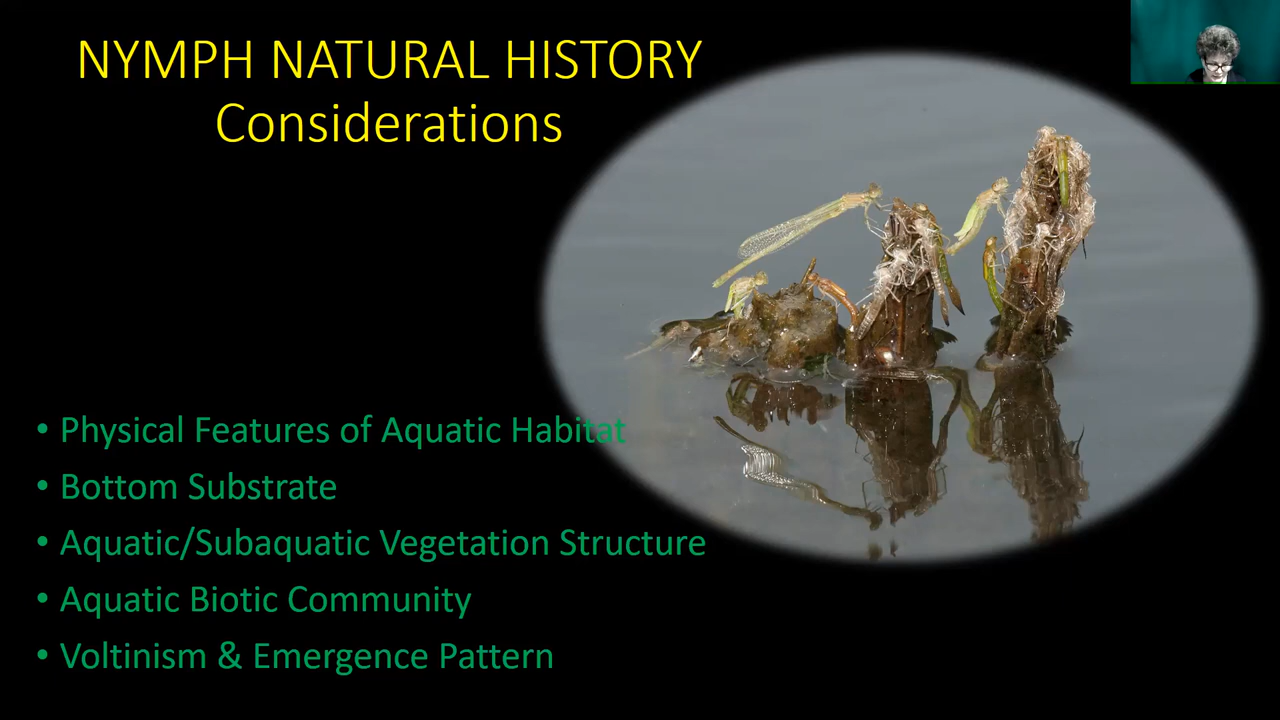 NYMPH NATURAL HISTORY
Considerations
• Physical Features of Aquatic Habitat
• Bottom Substrate
• Aquatic/Subaquatic Vegetation Structure
• Aquatic Biotic Community
• Voltinism & Emergence Pattern